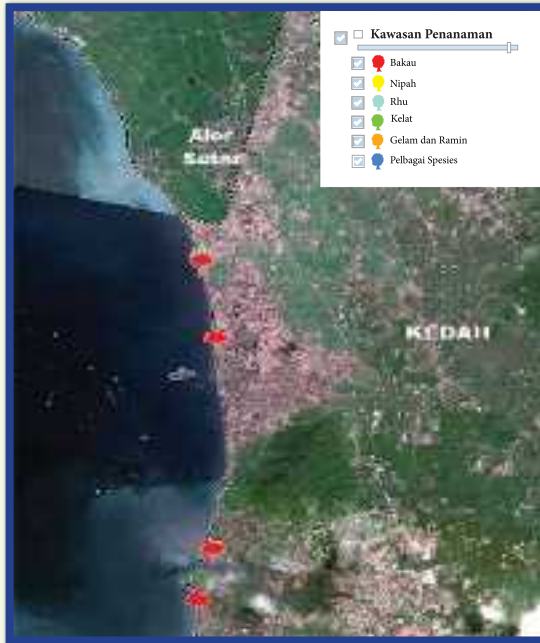 Kawasan Penanaman
Bakau
Nipah
Rhu
Kelat
Gelam dan Ramin
Pelbagai Spesies
Alor
Setar
KEDAH